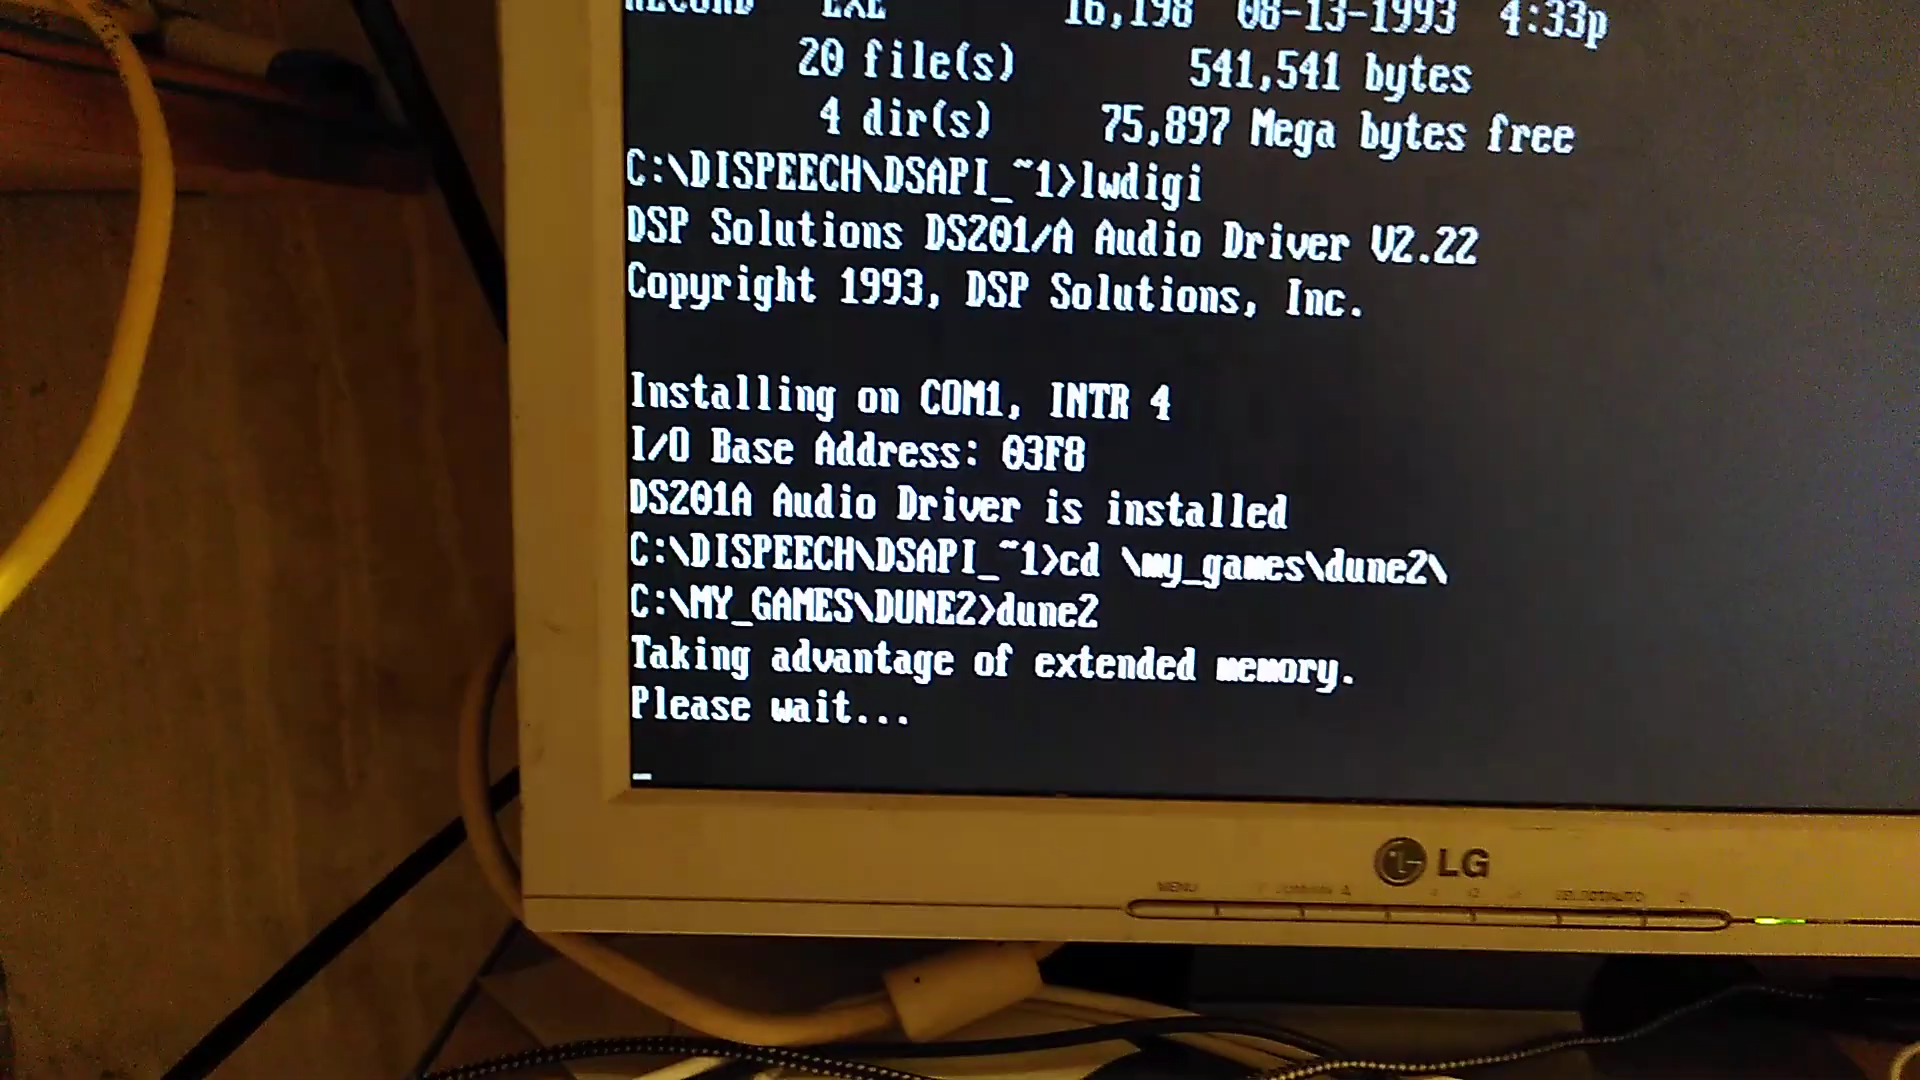 RECORD EXE 16,198 08-13-1993 4:33p
20 file(s) 541,541 bytes
4 dir(s) 75,897 Mega bytes free
C:\DISPEECH\DSAPI_~1>lwdigi
DSP Solutions DS201/A Audio Driver V2.22
Copyright 1993, DSP Solutions, Inc.
Installing on COM1, INTR 4
I/O Base Address: 03F8
DS201A Audio Driver is installed
C:\DISPEECH\DSAPI_~1>cd \my_games\dune2\
C:\MY_GAMES\DUNE2>dune2
Taking advantage of extended memory.
Please wait...
_
LG
MENU